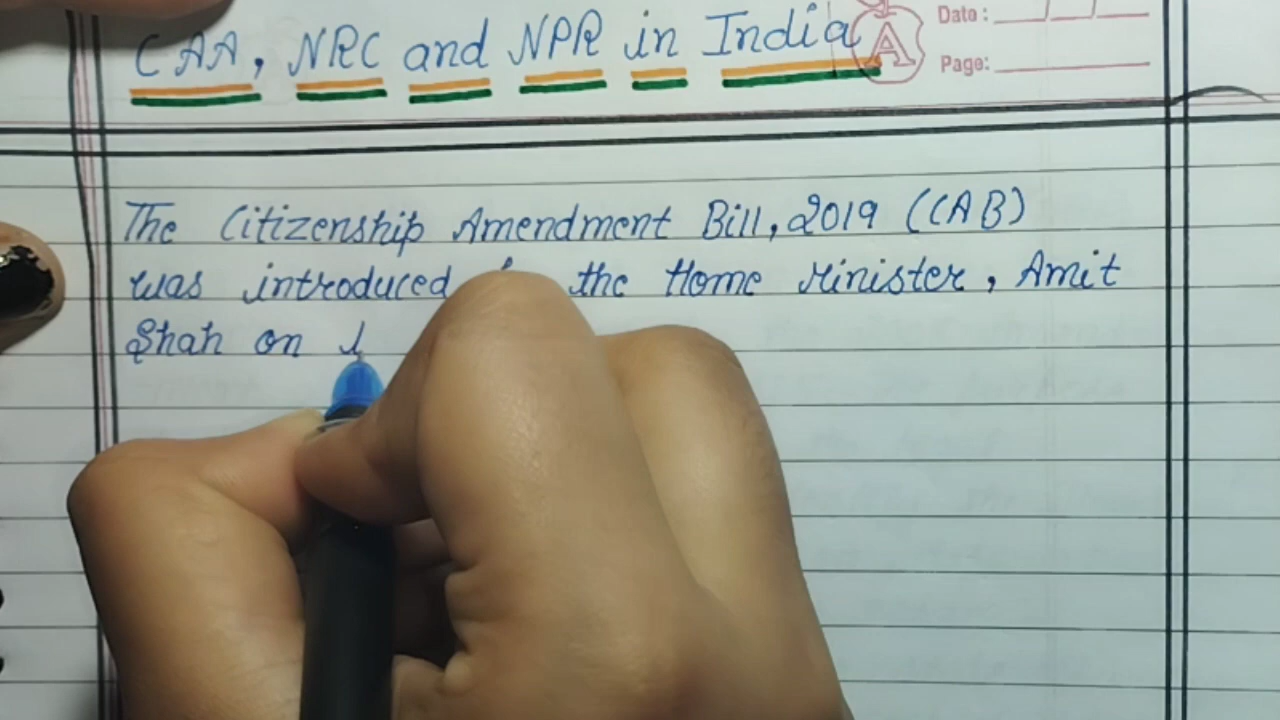 CAA, NRC and NPR in India
A
Date:
Page:
The Citizenship Amendment Bill, 2019 (CAB)
was introduced the Home Minister, Amit
Shah on